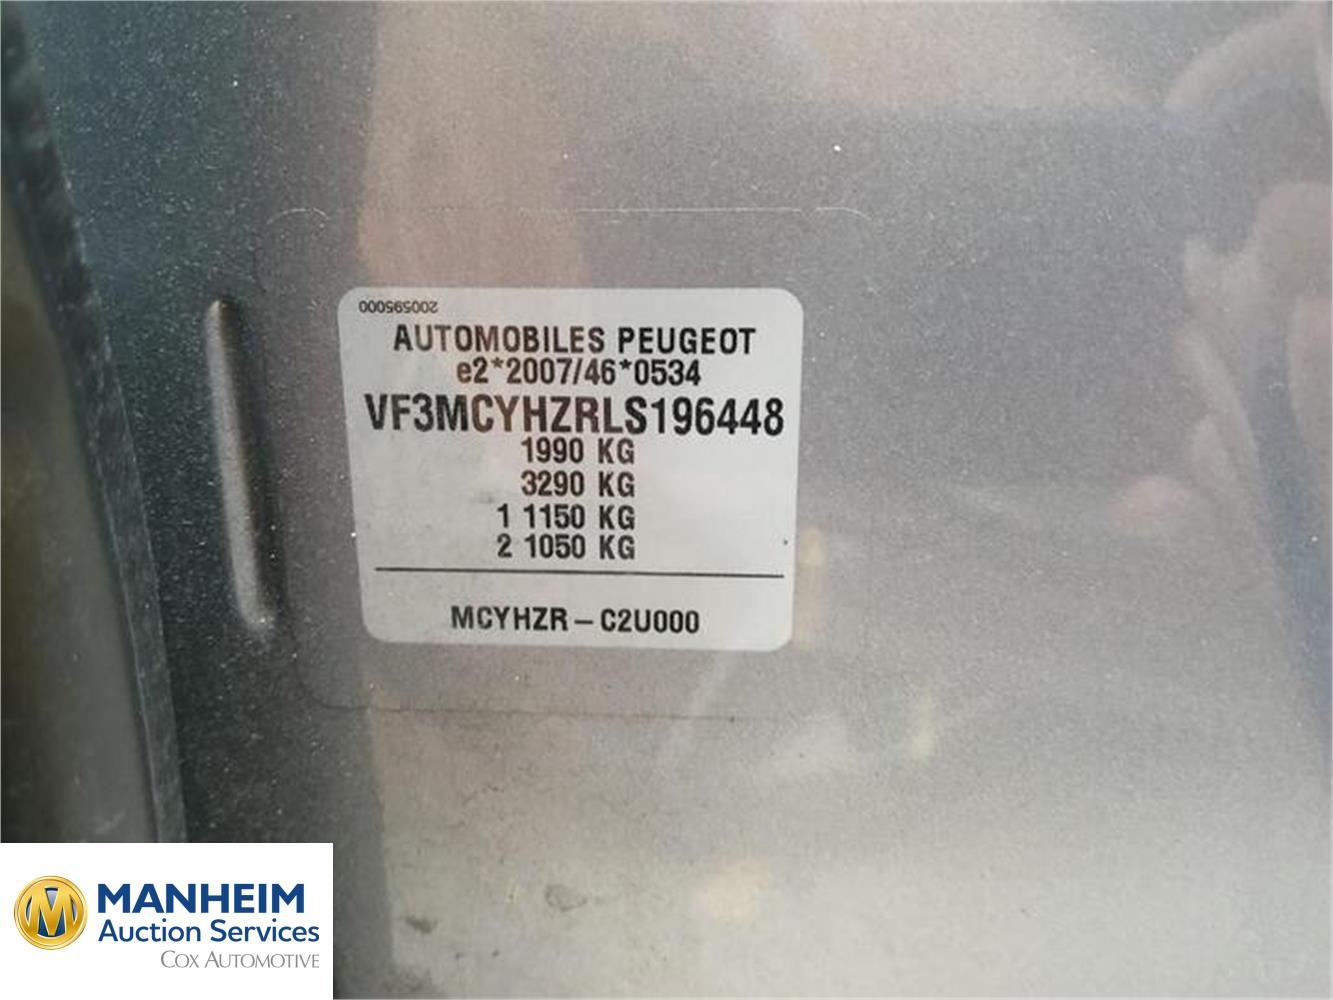 200595000
AUTOMOBILES PEUGEOT
e2*2007/46*0534
VF3MCYHZRLS196448
1990 KG
3290 KG
1 1150 KG
2 1050 KG
MCYHZR – C2U000
MANHEIM
Auction Services
COX AUTOMOTIVE